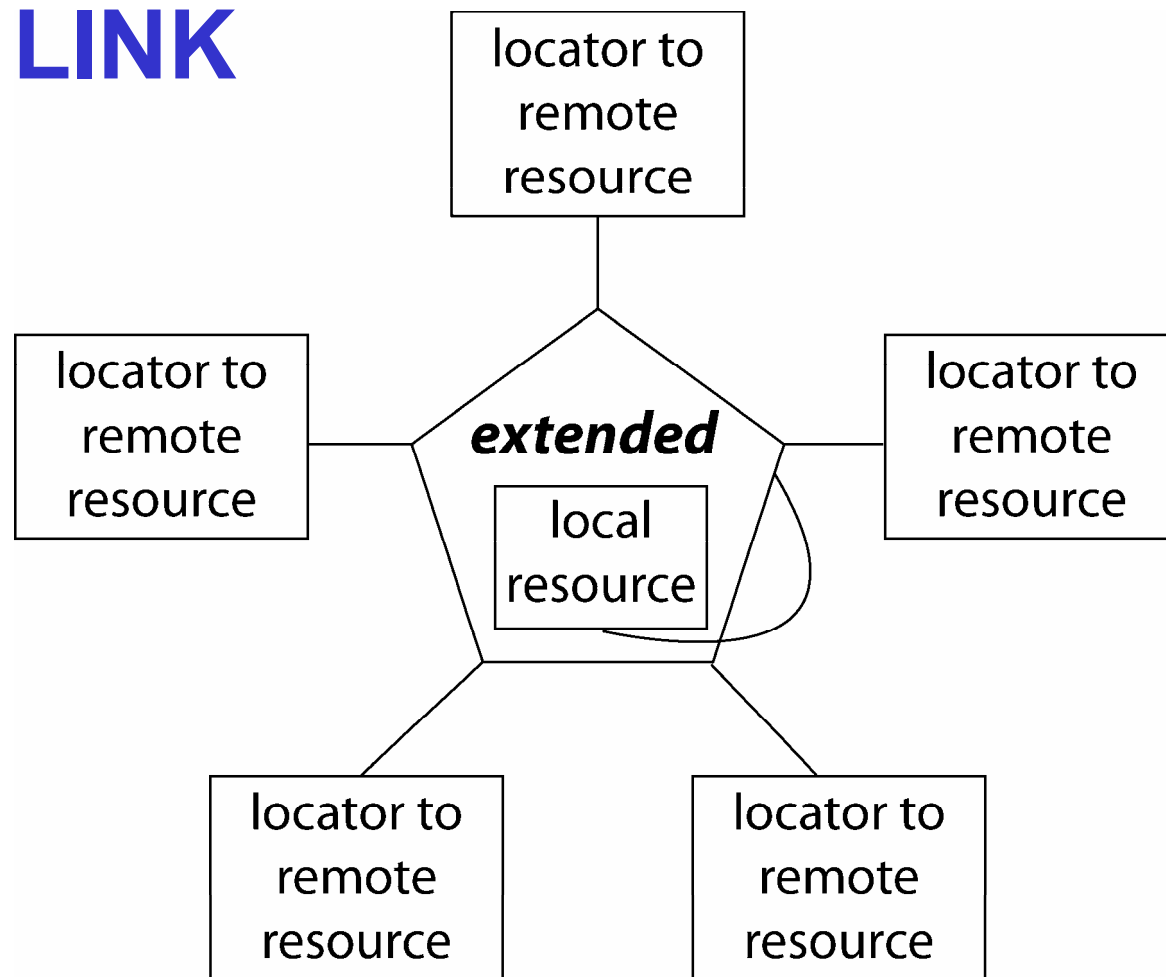 LINK
locator to
remote
resource
locator to
remote
resource
locator to
remote
resource
extended
local
resource
locator to
remote
resource
locator to
remote
resource